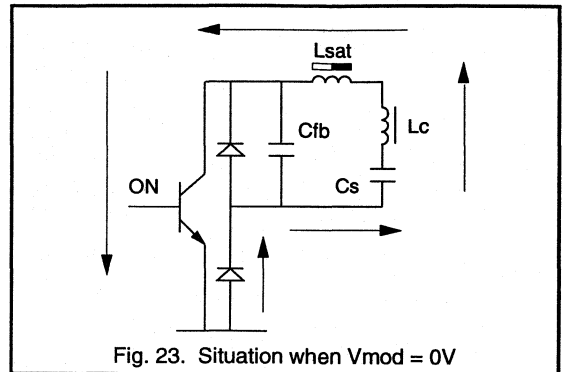 Lsat
Cfb
Lc
Cs
ON
Fig. 23. Situation when Vmod = 0V